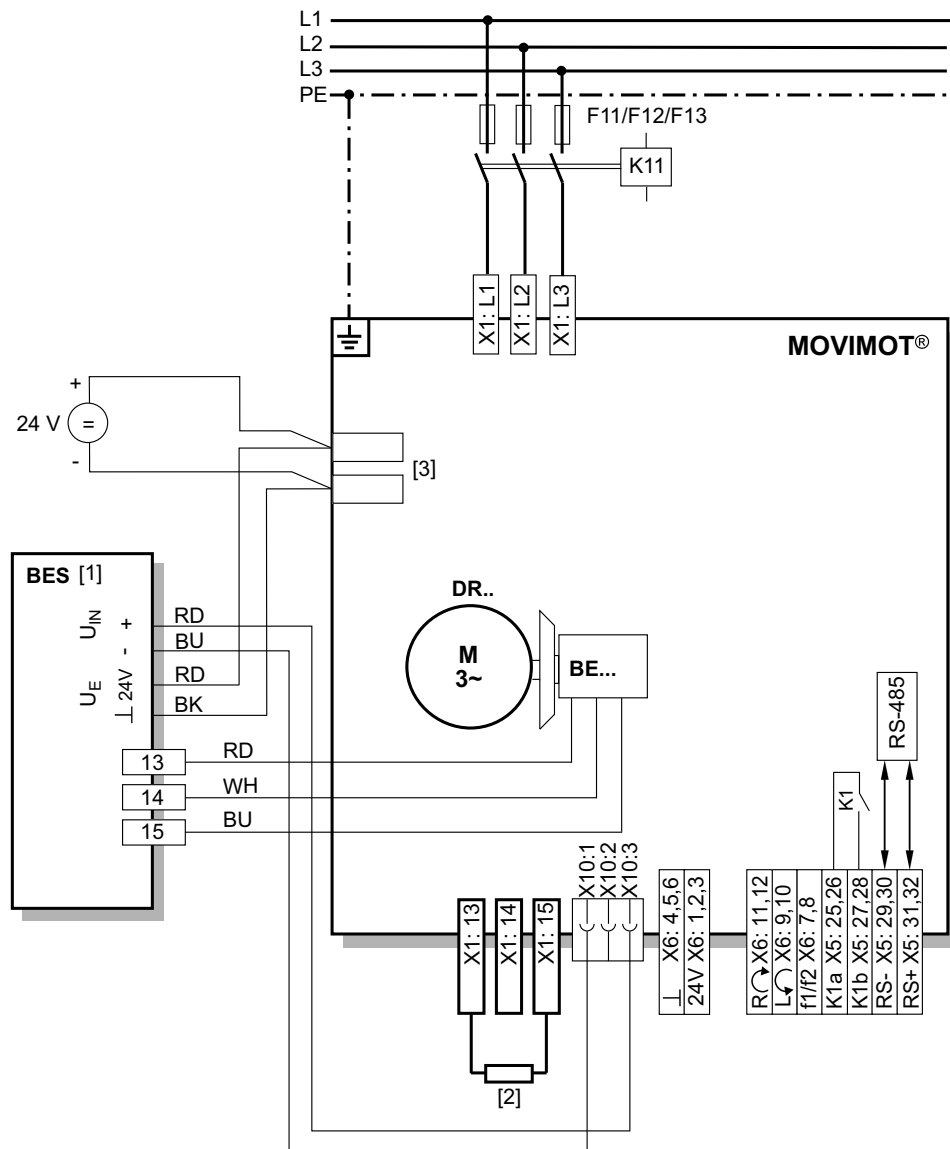 L1
L2
L3
PE
F11/F12/F13
K11
X1: L1
X1: L2
X1: L3
MOVIMOT®
+
24 V
=
-
[3]
BES [1]
UIN
+
-
UE
24V
RD
BU
RD
BK
13
RD
14
WH
15
BU
DR..
M
3~
BE...
RS-485
K1
X10:1
X10:2
X10:3
X1: 13
X1: 14
X1: 15
[2]
⊥ X6: 4,5,6
24V X6: 1,2,3
R X6: 11,12
L X6: 9,10
f1/f2 X6: 7,8
K1a X5: 25,26
K1b X5: 27,28
RS- X5: 29,30
RS+ X5: 31,32